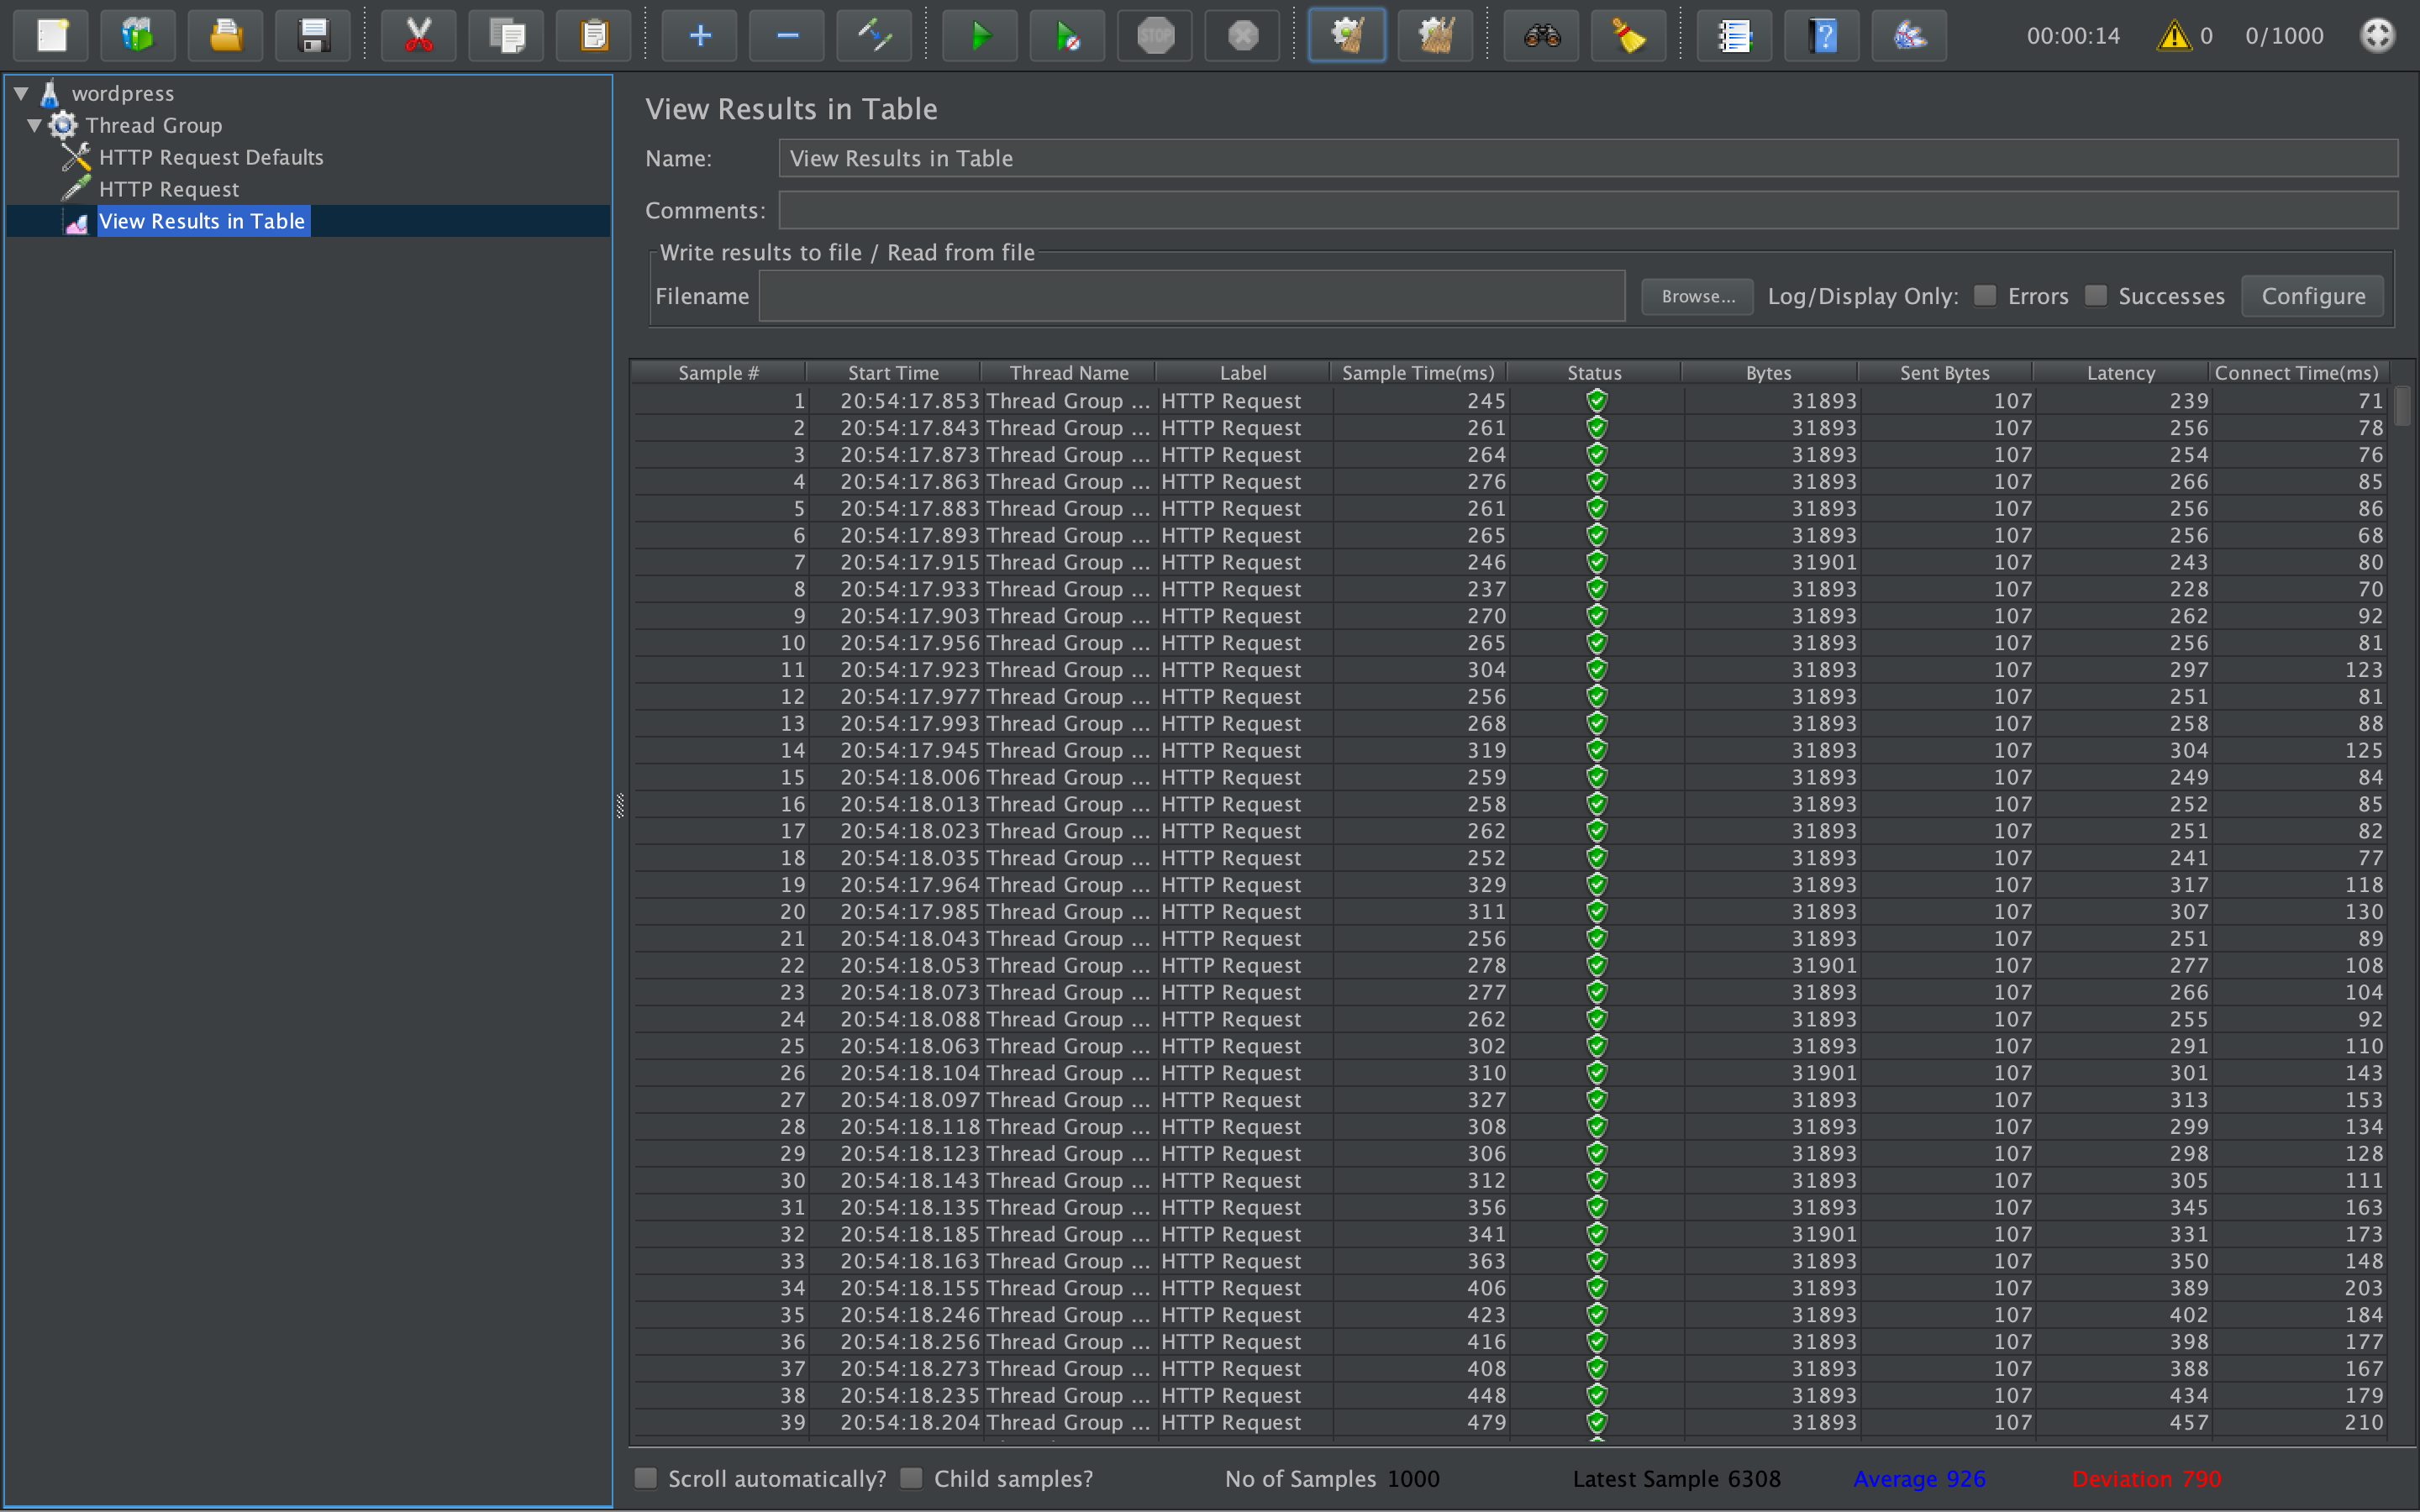 STOP
00:00:14 0 0/1000
wordpress
Thread Group
HTTP Request Defaults
HTTP Request
View Results in Table
View Results in Table
Name: View Results in Table
Comments:
Write results to file / Read from file
Filename Browse... Log/Display Only: Errors Successes Configure
Sample # Start Time Thread Name Label Sample Time(ms) Status Bytes Sent Bytes Latency Connect Time(ms)
1 20:54:17.853 Thread Group ... HTTP Request 245 31893 107 239 71
2 20:54:17.843 Thread Group ... HTTP Request 261 31893 107 256 78
3 20:54:17.873 Thread Group ... HTTP Request 264 31893 107 254 76
4 20:54:17.863 Thread Group ... HTTP Request 276 31893 107 266 85
5 20:54:17.883 Thread Group ... HTTP Request 261 31893 107 256 86
6 20:54:17.893 Thread Group ... HTTP Request 265 31893 107 256 68
7 20:54:17.915 Thread Group ... HTTP Request 246 31901 107 243 80
8 20:54:17.933 Thread Group ... HTTP Request 237 31893 107 228 70
9 20:54:17.903 Thread Group ... HTTP Request 270 31893 107 262 92
10 20:54:17.956 Thread Group ... HTTP Request 265 31893 107 256 81
11 20:54:17.923 Thread Group ... HTTP Request 304 31893 107 297 123
12 20:54:17.977 Thread Group ... HTTP Request 256 31893 107 251 81
13 20:54:17.993 Thread Group ... HTTP Request 268 31893 107 258 88
14 20:54:17.945 Thread Group ... HTTP Request 319 31893 107 304 125
15 20:54:18.006 Thread Group ... HTTP Request 259 31893 107 249 84
16 20:54:18.013 Thread Group ... HTTP Request 258 31893 107 252 85
17 20:54:18.023 Thread Group ... HTTP Request 262 31893 107 251 82
18 20:54:18.035 Thread Group ... HTTP Request 252 31893 107 241 77
19 20:54:17.964 Thread Group ... HTTP Request 329 31893 107 317 118
20 20:54:17.985 Thread Group ... HTTP Request 311 31893 107 307 130
21 20:54:18.043 Thread Group ... HTTP Request 256 31893 107 251 89
22 20:54:18.053 Thread Group ... HTTP Request 278 31901 107 277 108
23 20:54:18.073 Thread Group ... HTTP Request 277 31893 107 266 104
24 20:54:18.088 Thread Group ... HTTP Request 262 31893 107 255 92
25 20:54:18.063 Thread Group ... HTTP Request 302 31893 107 291 110
26 20:54:18.104 Thread Group ... HTTP Request 310 31901 107 301 143
27 20:54:18.097 Thread Group ... HTTP Request 327 31893 107 313 153
28 20:54:18.118 Thread Group ... HTTP Request 308 31893 107 299 134
29 20:54:18.123 Thread Group ... HTTP Request 306 31893 107 298 128
30 20:54:18.143 Thread Group ... HTTP Request 312 31893 107 305 111
31 20:54:18.135 Thread Group ... HTTP Request 356 31893 107 345 163
32 20:54:18.185 Thread Group ... HTTP Request 341 31901 107 331 173
33 20:54:18.163 Thread Group ... HTTP Request 363 31893 107 350 148
34 20:54:18.155 Thread Group ... HTTP Request 406 31893 107 389 203
35 20:54:18.246 Thread Group ... HTTP Request 423 31893 107 402 184
36 20:54:18.256 Thread Group ... HTTP Request 416 31893 107 398 177
37 20:54:18.273 Thread Group ... HTTP Request 408 31893 107 388 167
38 20:54:18.235 Thread Group ... HTTP Request 448 31893 107 434 179
39 20:54:18.204 Thread Group ... HTTP Request 479 31893 107 457 210
Scroll automatically? Child samples? No of Samples 1000 Latest Sample 6308 Average 926 Deviation 790